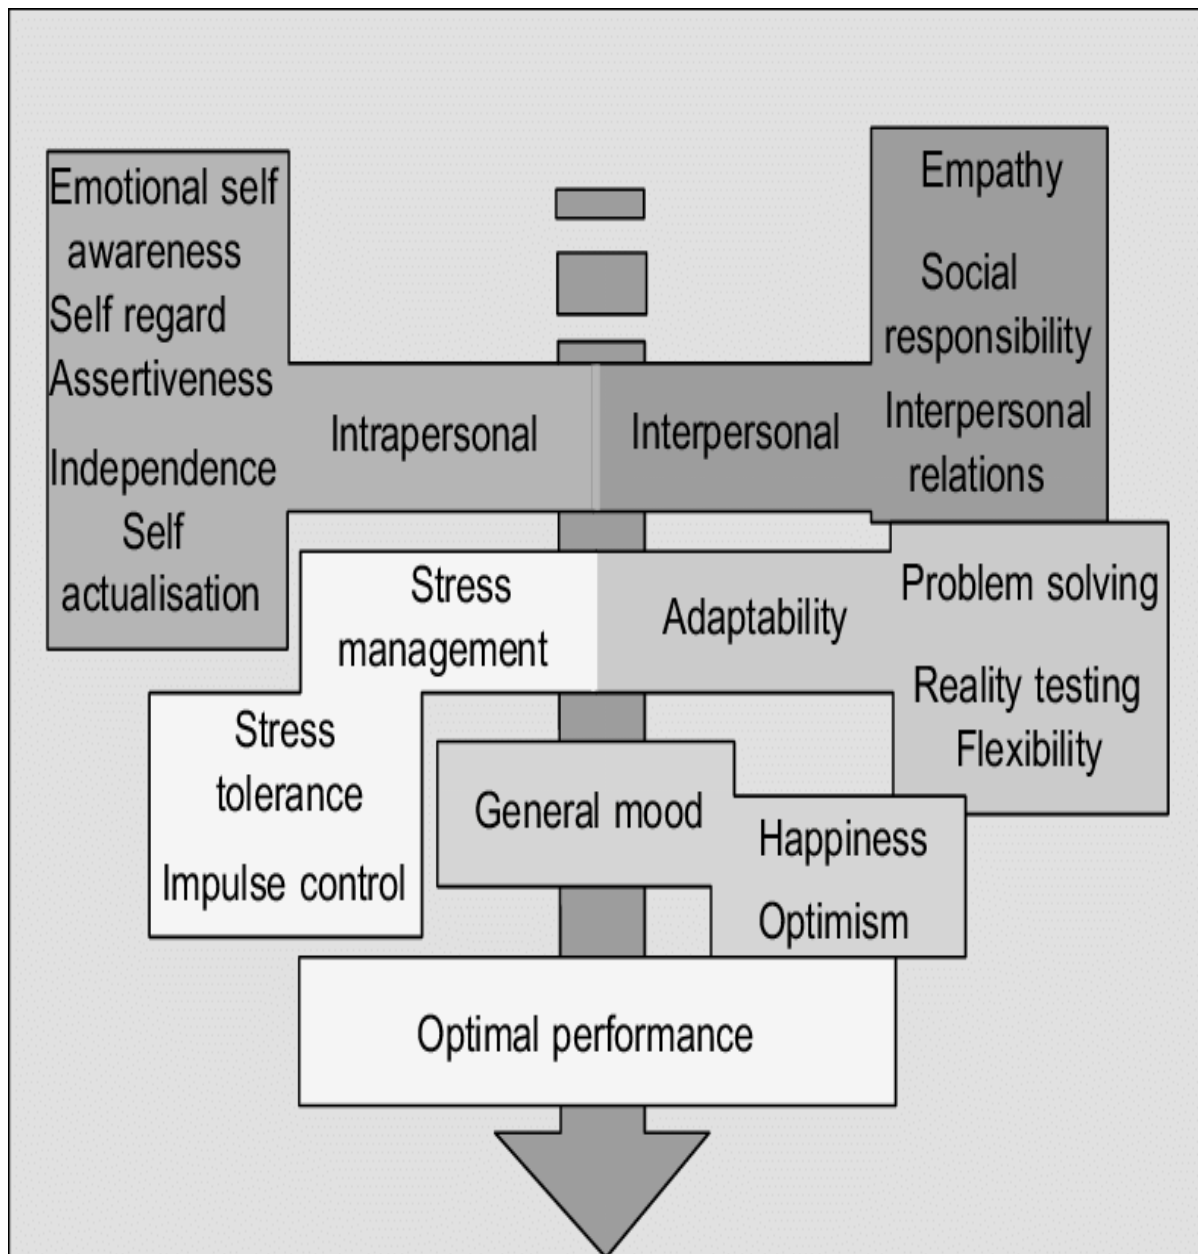 Emotional self
awareness
Self regard
Assertiveness
Independence
Self
actualisation
Intrapersonal
Interpersonal
Empathy
Social
responsibility
Interpersonal
relations
Stress
management
Adaptability
Problem solving
Reality testing
Flexibility
Stress
tolerance
Impulse control
General mood
Happiness
Optimism
Optimal performance